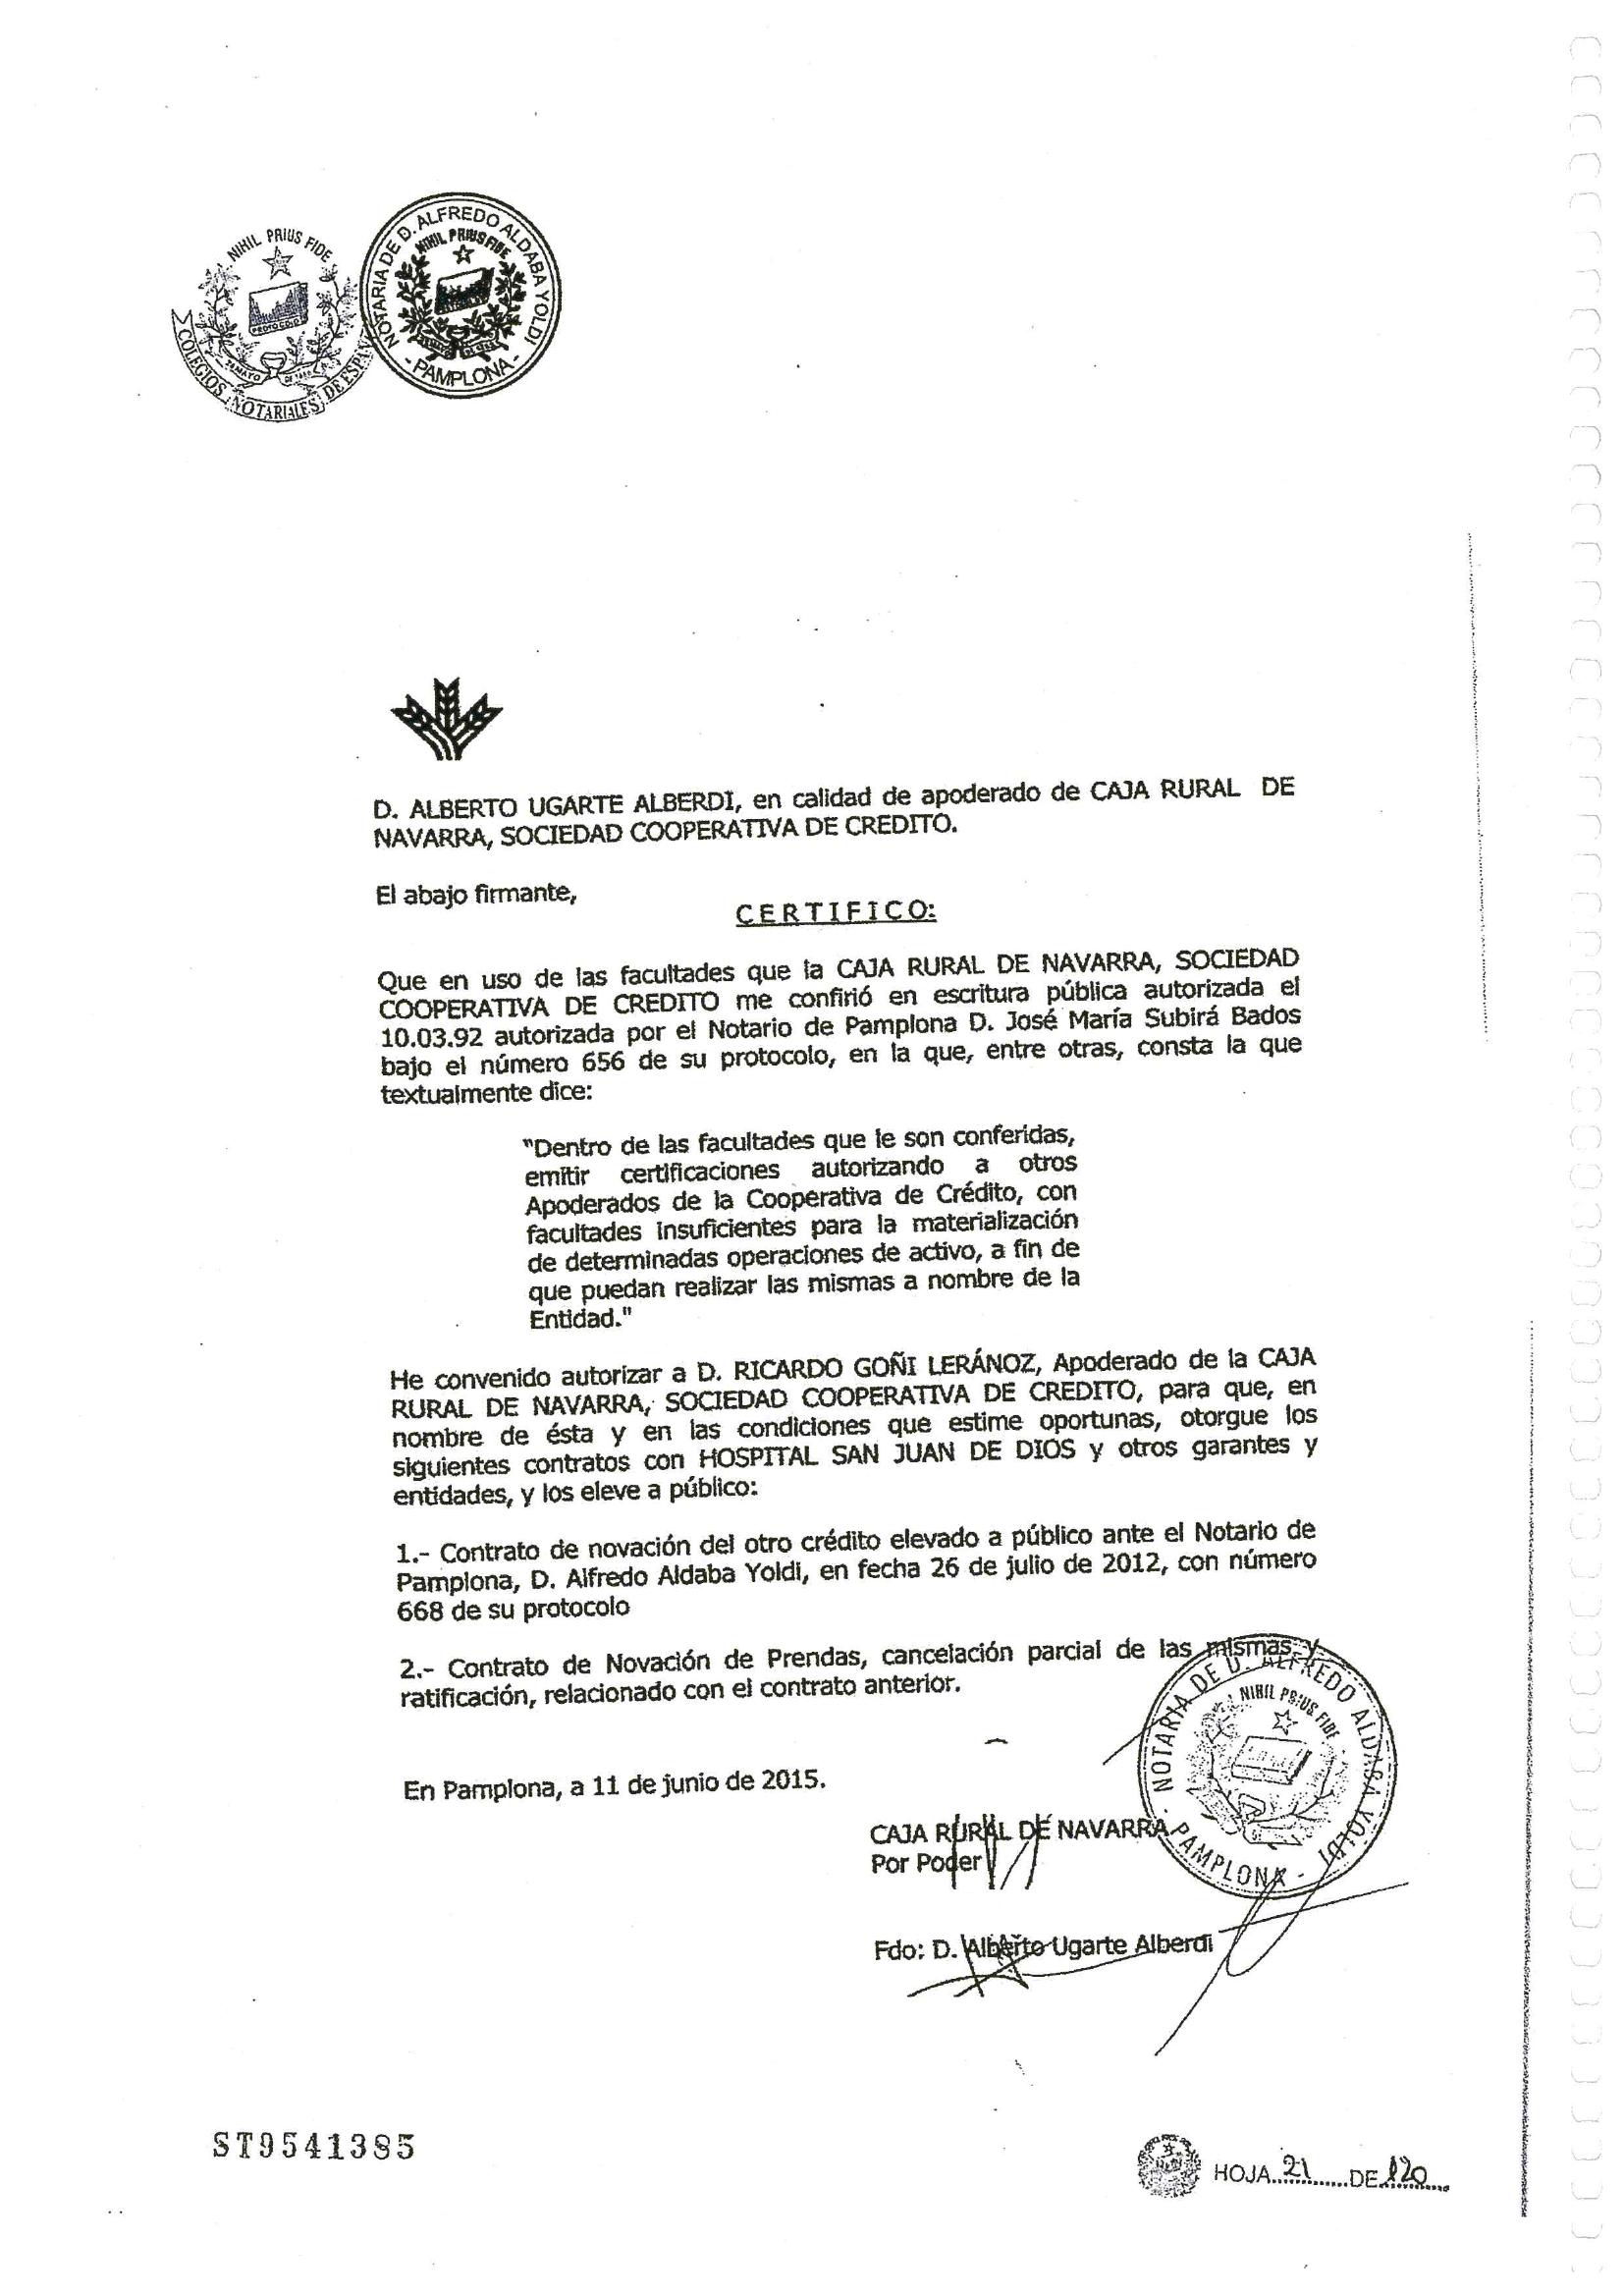 NIHIL PRIUS FIDE
PROTOCOLO
COLEGIOS NOTARIALES DE ESPAÑA
NOTARIA DE D. ALFREDO ALDABA YOLDI
NIHIL PRIUS FIDE
- PAMPLONA -
D. ALBERTO UGARTE ALBERDI, en calidad de apoderado de CAJA RURAL DE
NAVARRA, SOCIEDAD COOPERATIVA DE CREDITO.
El abajo firmante,
CERTIFICO:
Que en uso de las facultades que la CAJA RURAL DE NAVARRA, SOCIEDAD
COOPERATIVA DE CREDITO me confirió en escritura pública autorizada el
10.03.92 autorizada por el Notario de Pamplona D. José María Subirá Bados
bajo el número 656 de su protocolo, en la que, entre otras, consta la que
textualmente dice:
"Dentro de las facultades que le son conferidas,
emitir certificaciones autorizando a otros
Apoderados de la Cooperativa de Crédito, con
facultades insuficientes para la materialización
de determinadas operaciones de activo, a fin de
que puedan realizar las mismas a nombre de la
Entidad."
He convenido autorizar a D. RICARDO GOÑI LERÁNOZ, Apoderado de la CAJA
RURAL DE NAVARRA, SOCIEDAD COOPERATIVA DE CREDITO, para que, en
nombre de ésta y en las condiciones que estime oportunas, otorgue los
siguientes contratos con HOSPITAL SAN JUAN DE DIOS y otros garantes y
entidades, y los eleve a público:
1.- Contrato de novación del otro crédito elevado a público ante el Notario de
Pamplona, D. Alfredo Aldaba Yoldi, en fecha 26 de julio de 2012, con número
668 de su protocolo
2.- Contrato de Novación de Prendas, cancelación parcial de las mismas y
ratificación, relacionado con el contrato anterior.
NOTARIA DE D. ALFREDO ALDABA YOLDI
NIHIL PRIUS FIDE
- PAMPLONA -
En Pamplona, a 11 de junio de 2015.
CAJA RURAL DE NAVARRA
Por Poder
Fdo: D. Alberto Ugarte Alberdi
ST9541385
HOJA 21 DE 120